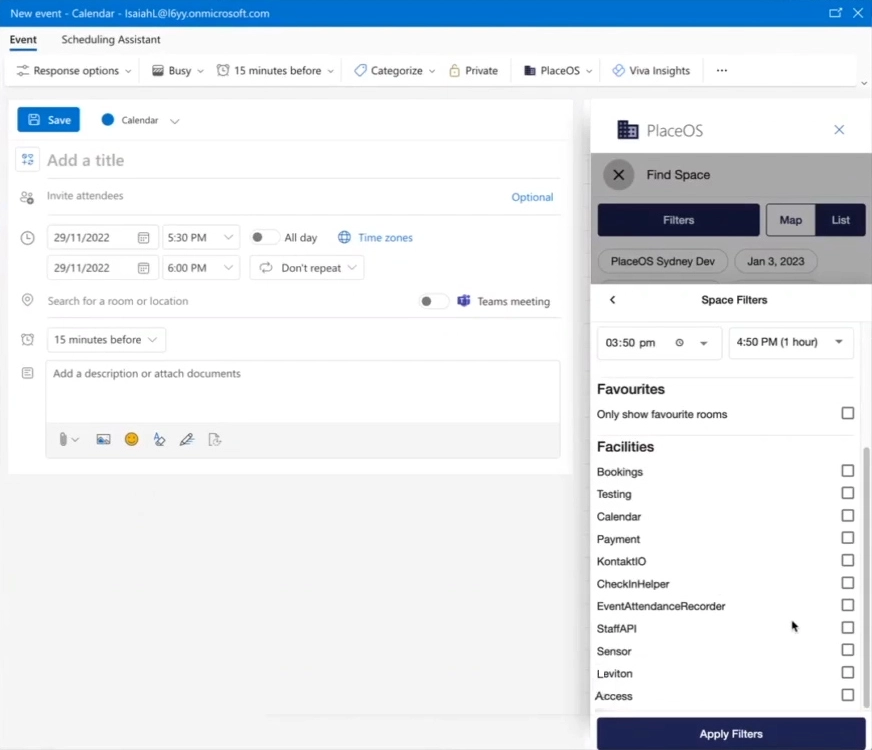 New event - Calendar - IsaiahL@l6yy.onmicrosoft.com
Event Scheduling Assistant
Response options Busy 15 minutes before Categorize Private PlaceOS Viva Insights ...
Save Calendar
Add a title
Invite attendees Optional
29/11/2022 5:30 PM All day Time zones
29/11/2022 6:00 PM Don't repeat
Search for a room or location Teams meeting
15 minutes before
Add a description or attach documents
PlaceOS
Find Space
Filters Map List
PlaceOS Sydney Dev Jan 3, 2023
Space Filters
03:50 pm 4:50 PM (1 hour)
Favourites
Only show favourite rooms
Facilities
Bookings
Testing
Calendar
Payment
KontaktIO
CheckInHelper
EventAttendanceRecorder
StaffAPI
Sensor
Leviton
Access
Apply Filters